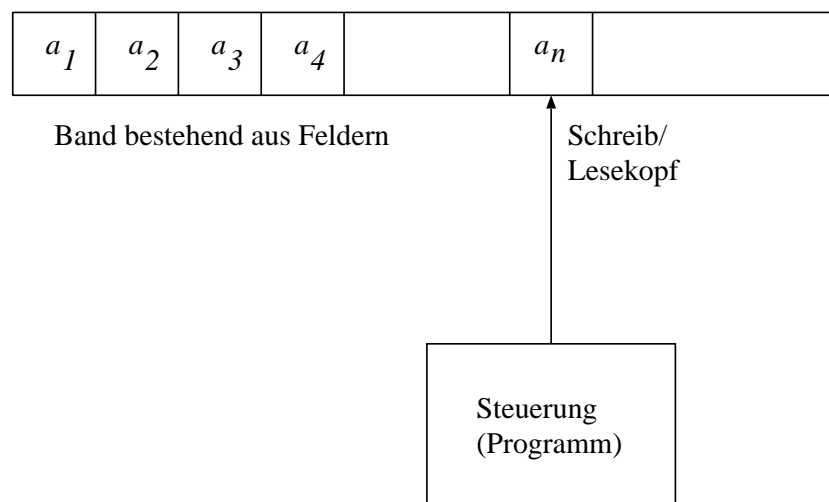 a1 a2 a3 a4 an
Band bestehend aus Feldern
Schreib/
Lesekopf
Steuerung
(Programm)